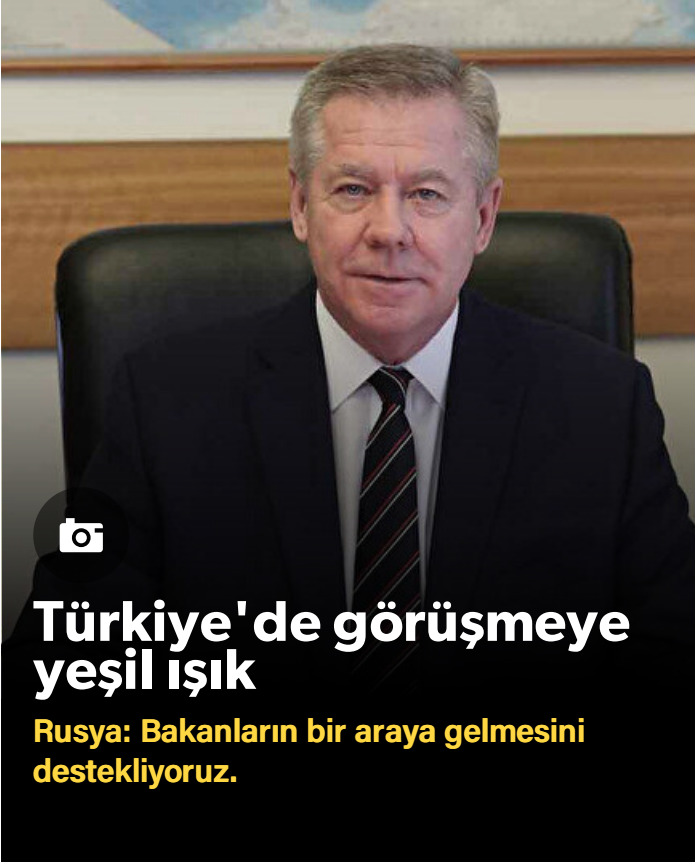 Türkiye'de görüşmeye
yeşil ışık
Rusya: Bakanların bir araya gelmesini
destekliyoruz.